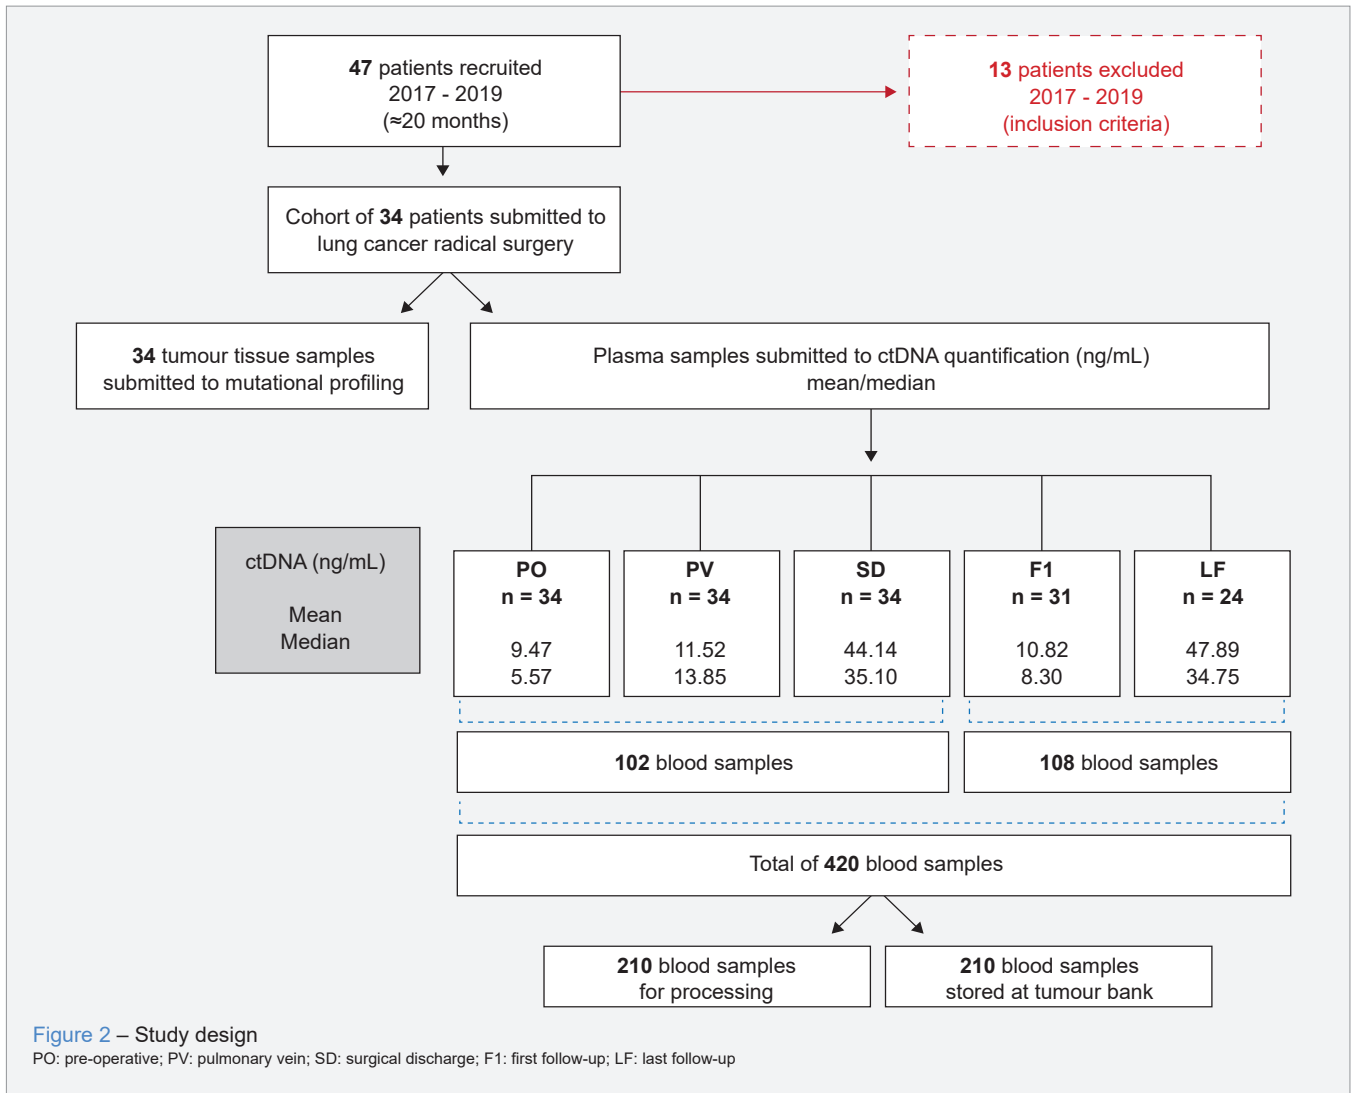 47 patients recruited
2017 - 2019
(≈20 months)
13 patients excluded
2017 - 2019
(inclusion criteria)
Cohort of 34 patients submitted to
lung cancer radical surgery
34 tumour tissue samples
submitted to mutational profiling
Plasma samples submitted to ctDNA quantification (ng/mL)
mean/median
ctDNA (ng/mL)
Mean
Median
PO
n = 34
9.47
5.57
PV
n = 34
11.52
13.85
SD
n = 34
44.14
35.10
F1
n = 31
10.82
8.30
LF
n = 24
47.89
34.75
102 blood samples
108 blood samples
Total of 420 blood samples
210 blood samples
for processing
210 blood samples
stored at tumour bank
Figure 2 – Study design
PO: pre-operative; PV: pulmonary vein; SD: surgical discharge; F1: first follow-up; LF: last follow-up